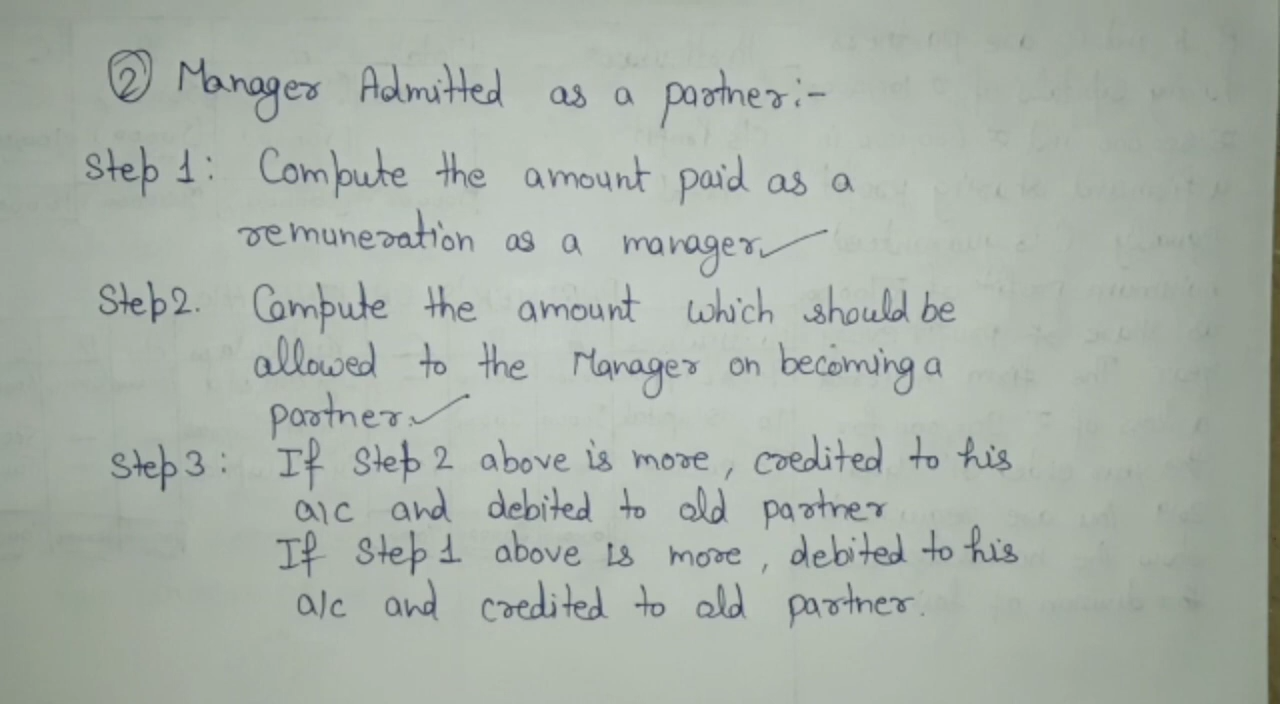 ② Manager Admitted as a partner:-
Step 1: Compute the amount paid as a
remuneration as a manager
Step2. Compute the amount which should be
allowed to the Manager on becoming a
partner.
Step 3: If Step 2 above is more, credited to his
a/c and debited to old partner
If Step 1 above is more, debited to his
a/c and credited to old partner.